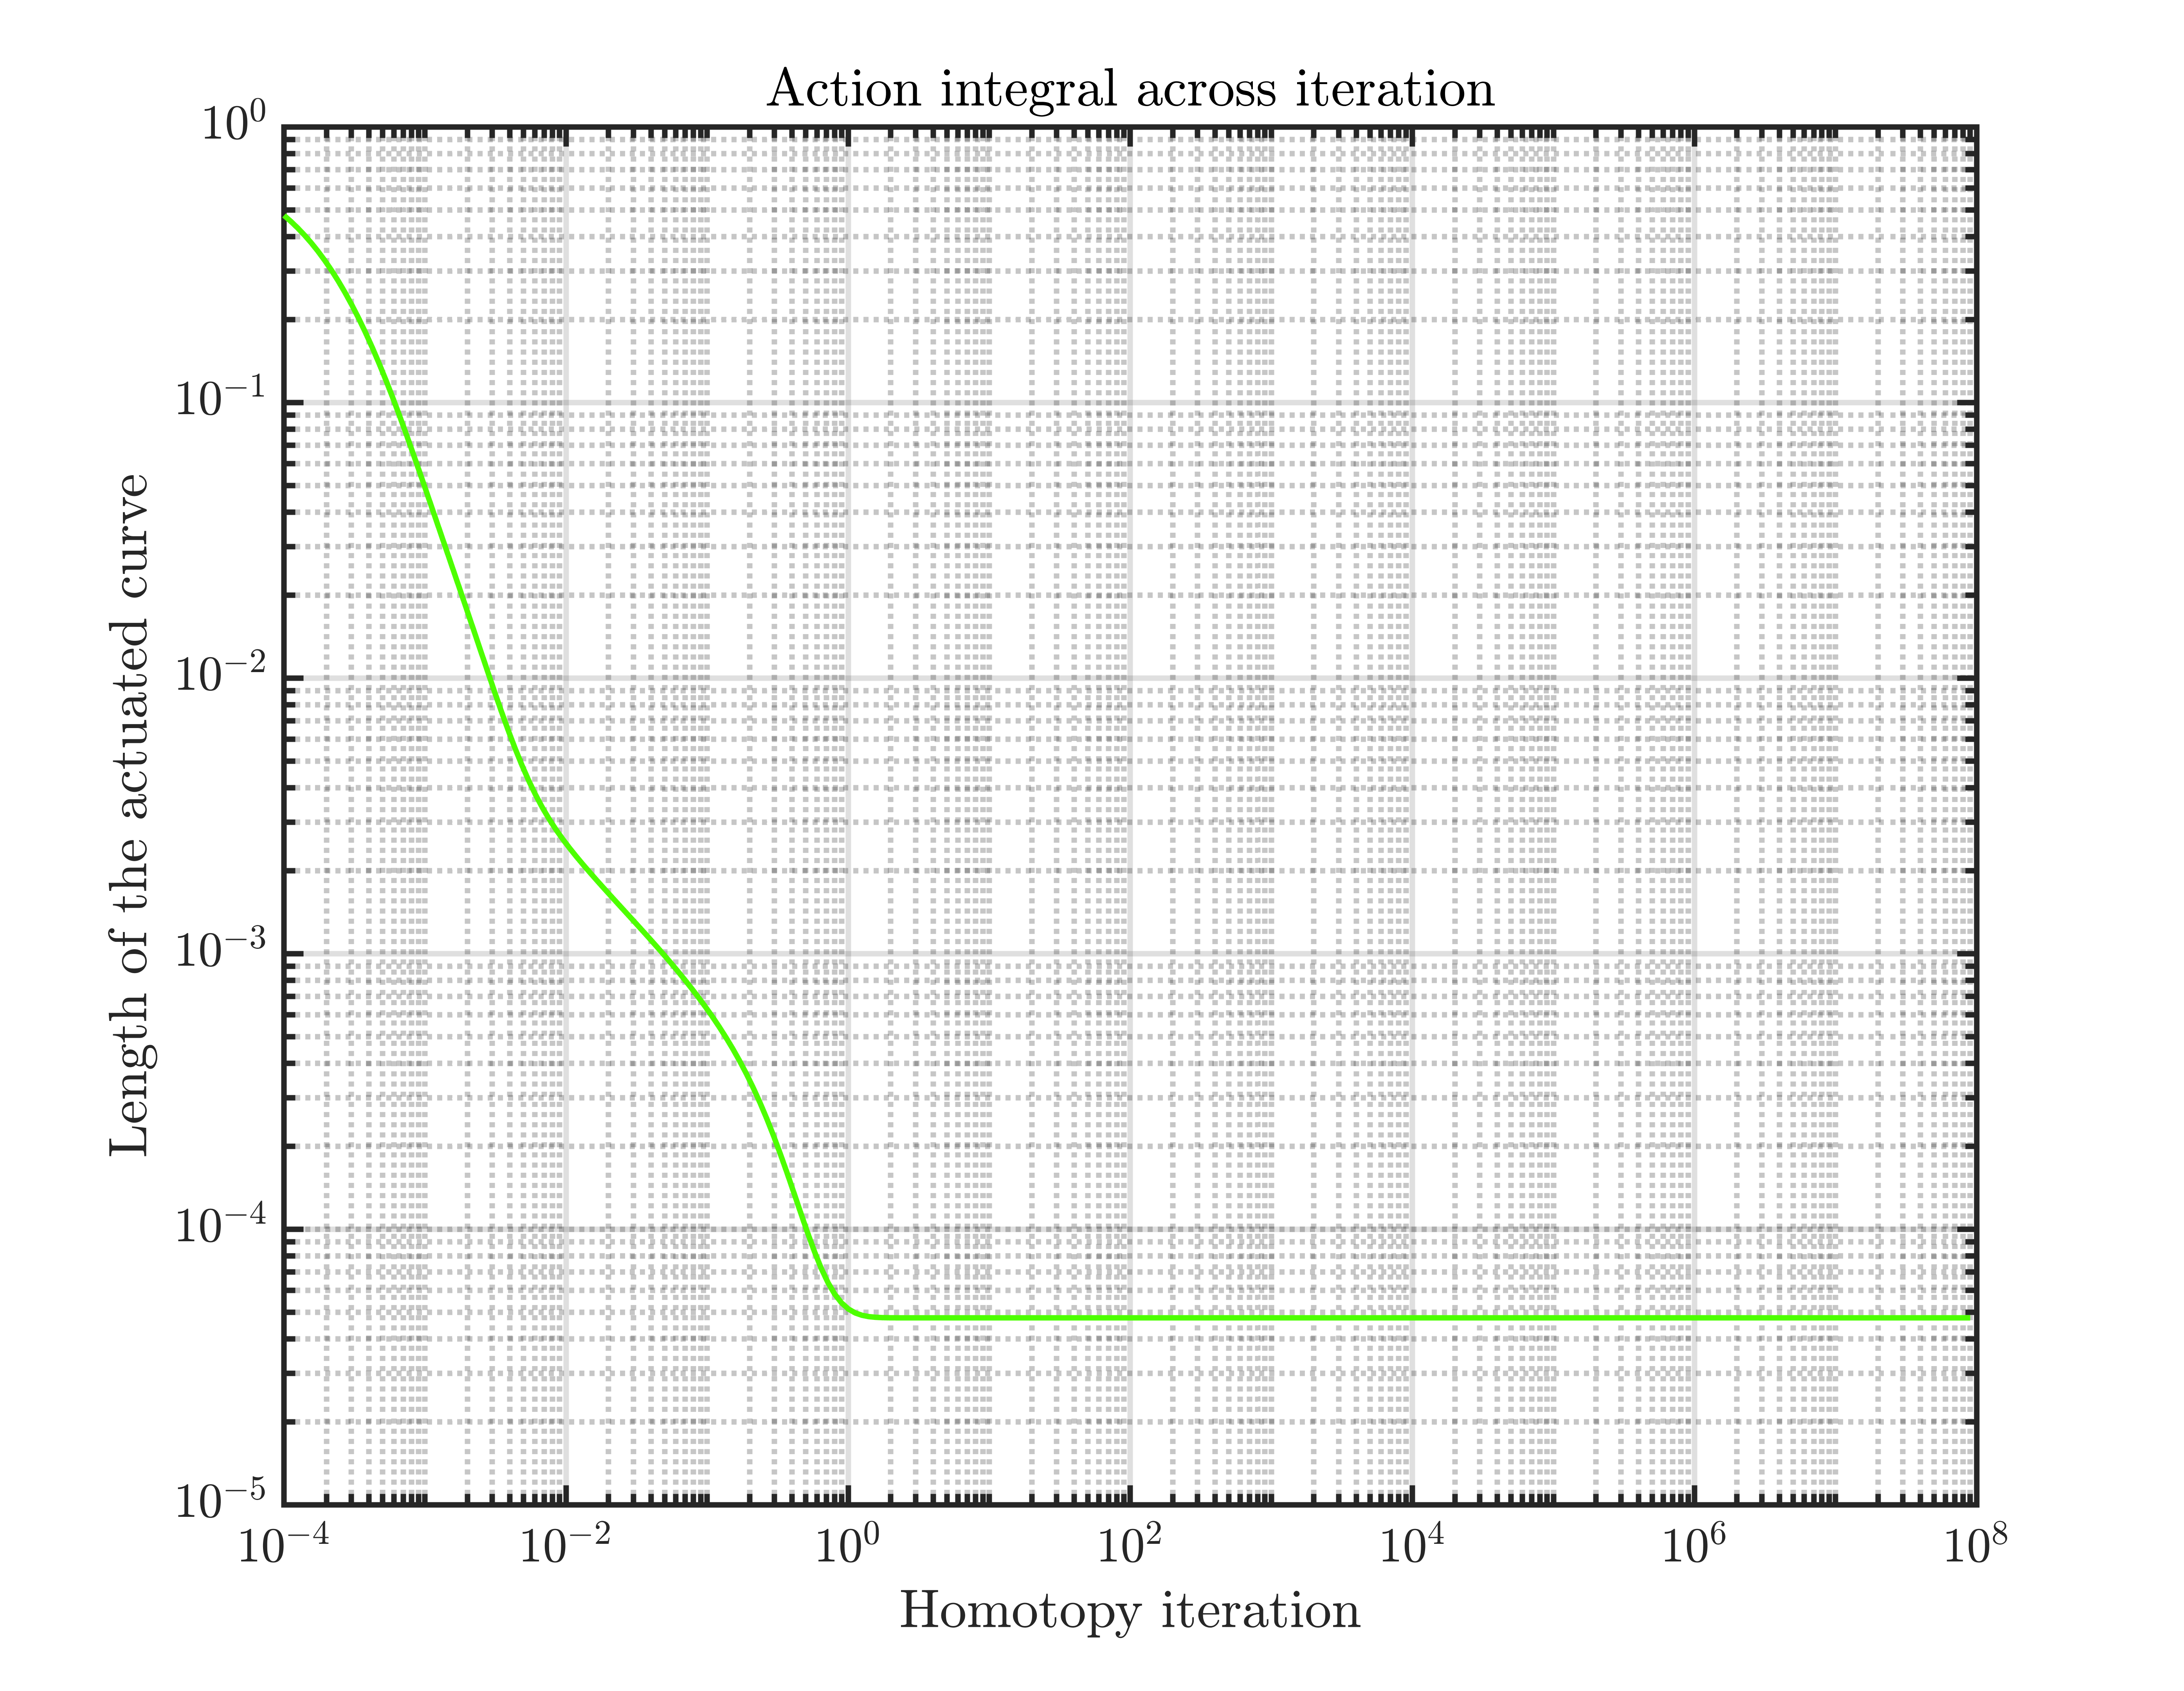 Action integral across iteration
10^0
10^-1
10^-2
10^-3
10^-4
10^-5
Length of the actuated curve
10^-4 10^-2 10^0 10^2 10^4 10^6 10^8
Homotopy iteration